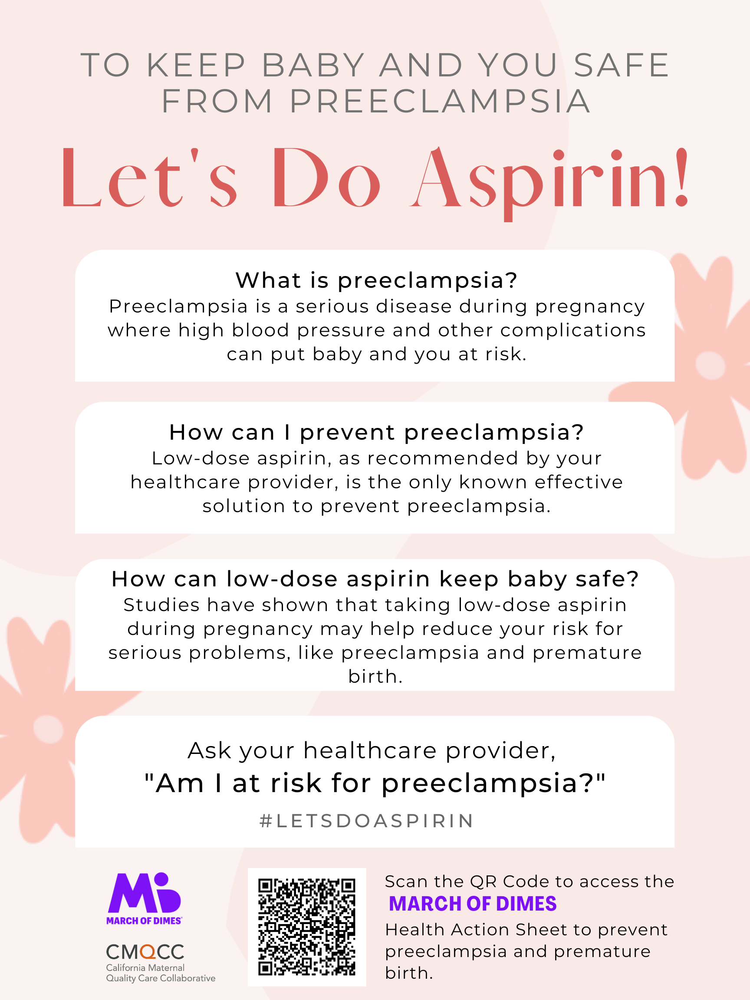 TO KEEP BABY AND YOU SAFE
FROM PREECLAMPSIA
Let's Do Aspirin!
What is preeclampsia?
Preeclampsia is a serious disease during pregnancy
where high blood pressure and other complications
can put baby and you at risk.
How can I prevent preeclampsia?
Low-dose aspirin, as recommended by your
healthcare provider, is the only known effective
solution to prevent preeclampsia.
How can low-dose aspirin keep baby safe?
Studies have shown that taking low-dose aspirin
during pregnancy may help reduce your risk for
serious problems, like preeclampsia and premature
birth.
Ask your healthcare provider,
"Am I at risk for preeclampsia?"
#LETSDOASPIRIN
MARCH OF DIMES
CMQCC
California Maternal
Quality Care Collaborative
Scan the QR Code to access the
MARCH OF DIMES
Health Action Sheet to prevent
preeclampsia and premature
birth.